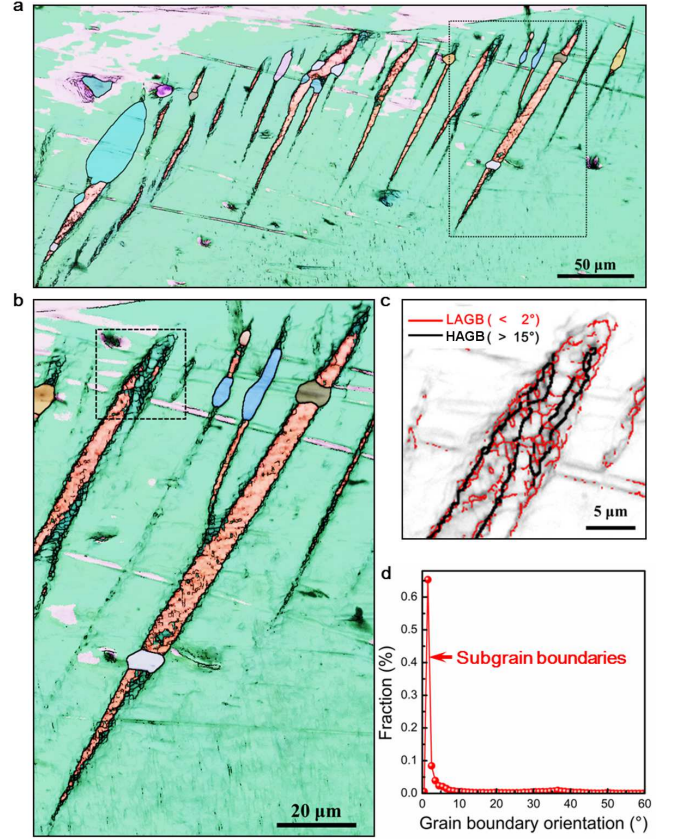 a
50 μm
b
20 μm
c
LAGB ( < 2°)
HAGB ( > 15°)
5 μm
d
Fraction (%)
0.6
0.5
0.4
0.3
0.2
0.1
0.0
Subgrain boundaries
0 10 20 30 40 50 60
Grain boundary orientation (°)